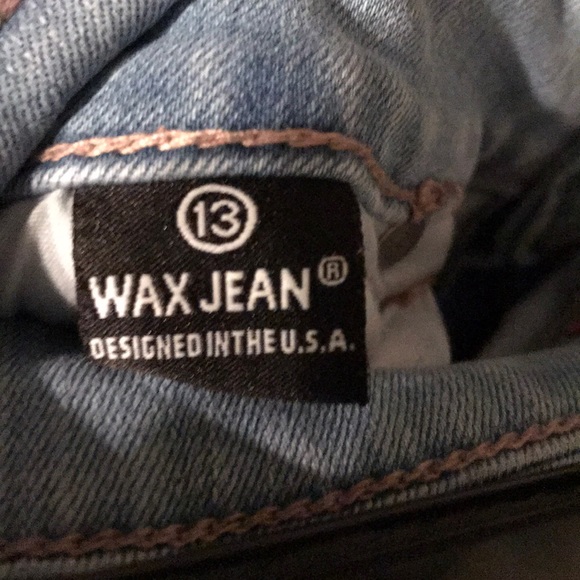 13
WAX JEAN®
DESIGNED IN THE U.S.A.